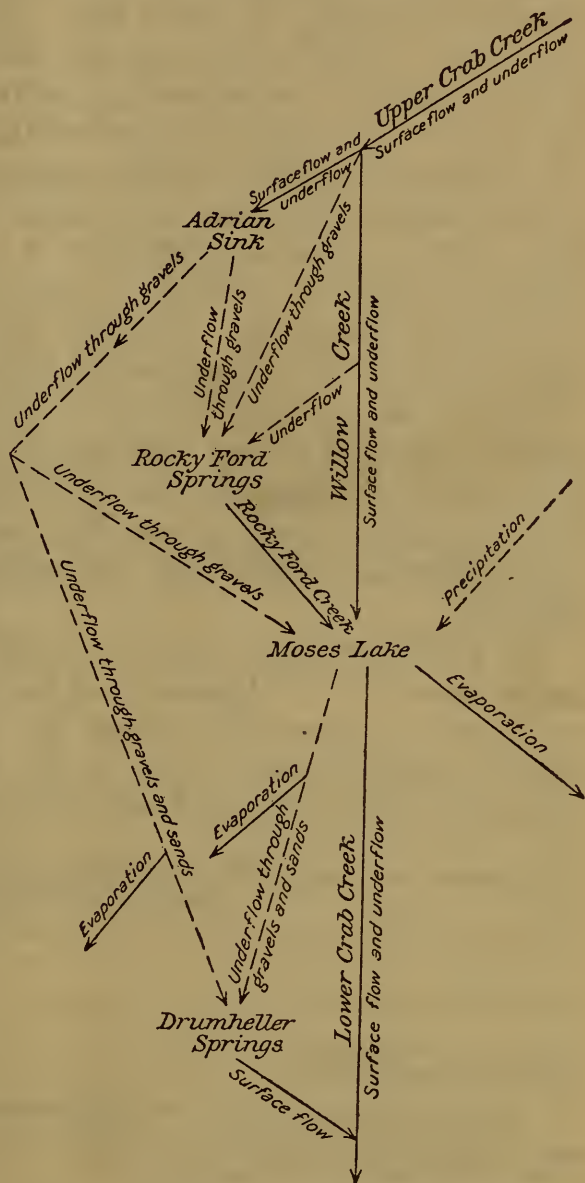 Upper Crab Creek
Surface flow and underflow
Surface flow and
underflow
Adrian
Sink
Underflow through gravels
Underflow
through gravels
Underflow through gravels
Creek
Willow
Surface flow and underflow
Underflow
Rocky Ford
Springs
Underflow through gravels
Rocky Ford Creek
Precipitation
Moses Lake
Evaporation
Underflow through gravels and sands
Evaporation
Evaporation
Underflow through
gravels and sands
Lower Crab Creek
Surface flow and underflow
Drumheller
Springs
Surface flow